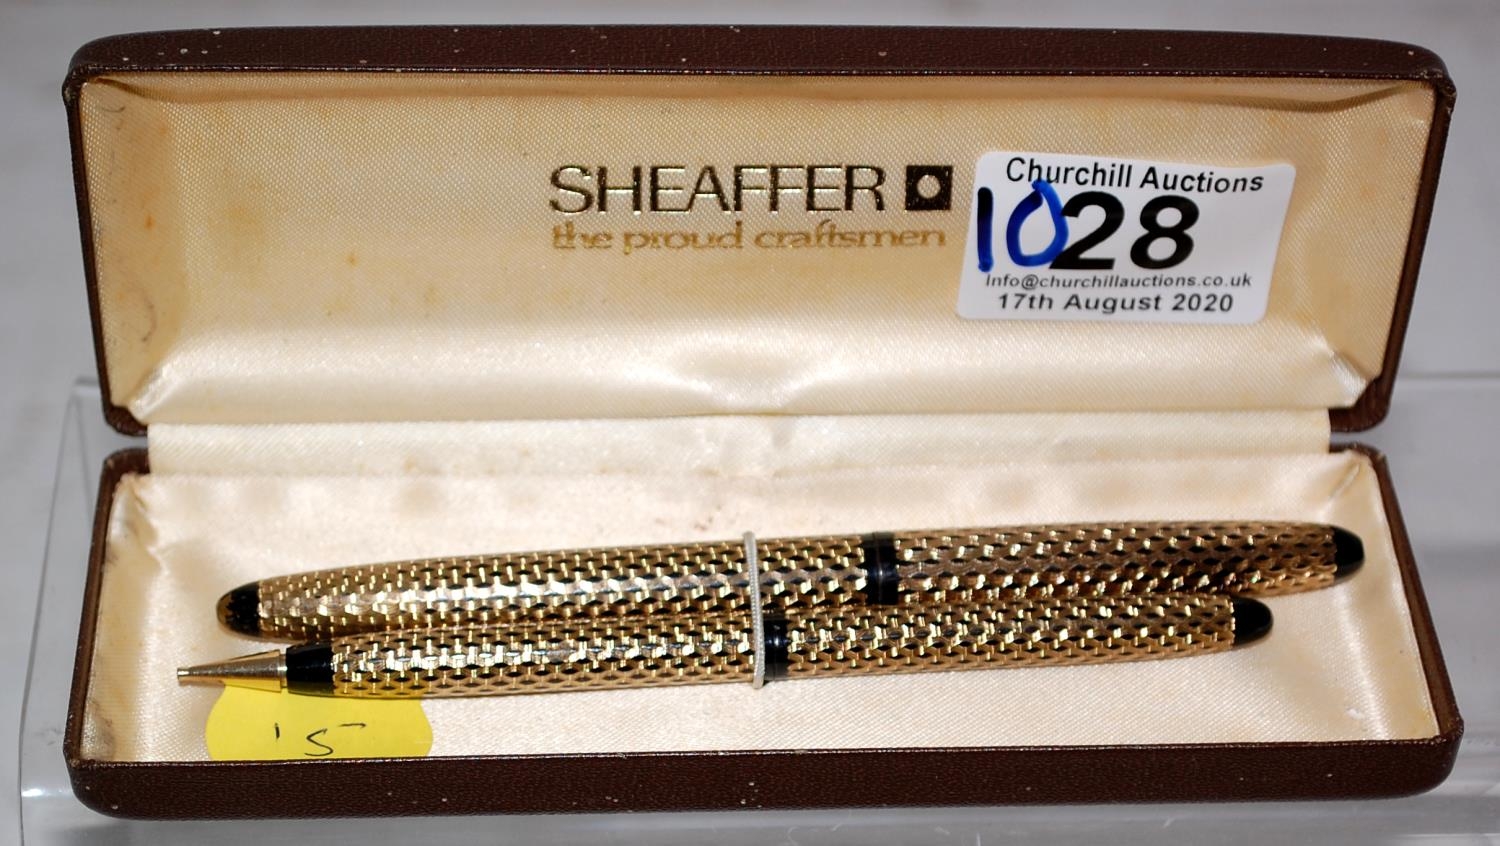 SHEAFFER
the proud craftsmen
Churchill Auctions
1028
Info@churchillauctions.co.uk
17th August 2020